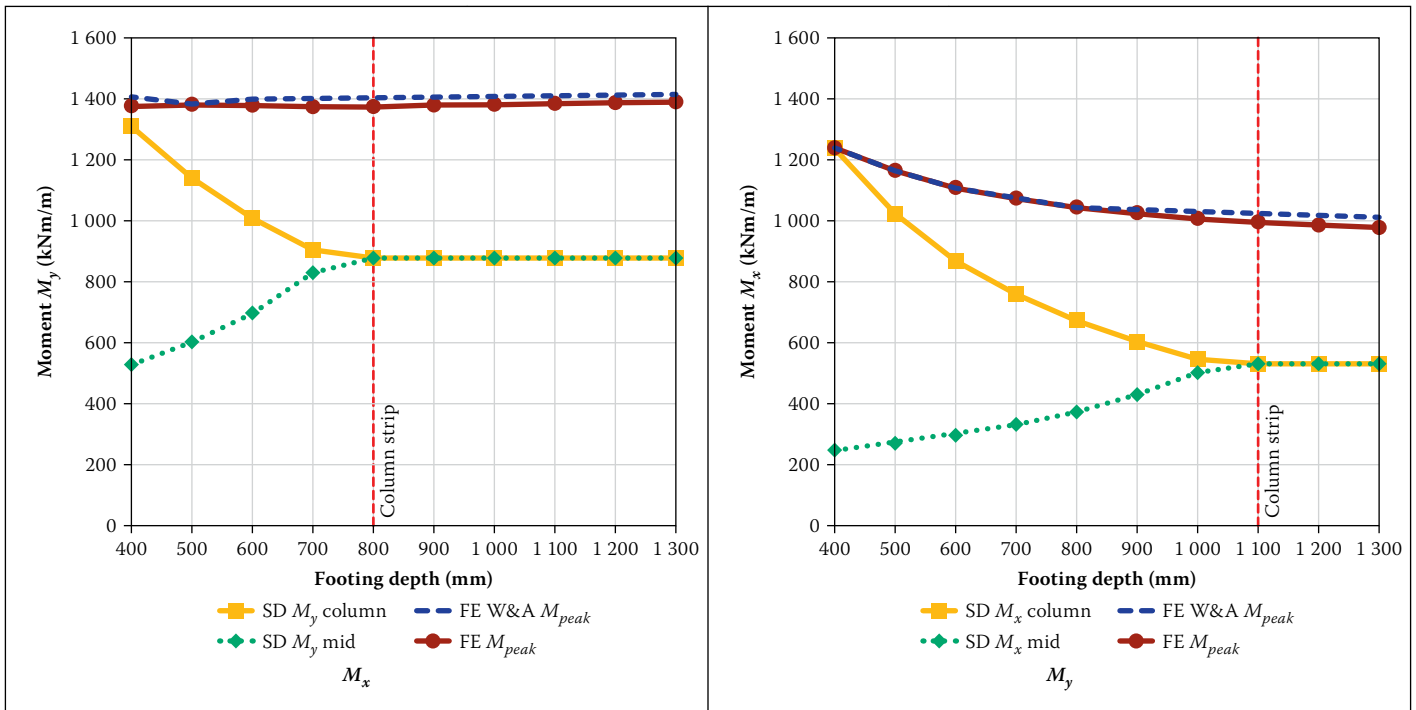 1 600
1 400
1 200
1 000
800
600
400
200
0
Moment My (kNm/m)
Column strip
400 500 600 700 800 900 1 000 1 100 1 200 1 300
Footing depth (mm)
SD My column FE W&A Mpeak
SD My mid FE Mpeak
Mx
1 600
1 400
1 200
1 000
800
600
400
200
0
Moment Mx (kNm/m)
Column strip
400 500 600 700 800 900 1 000 1 100 1 200 1 300
Footing depth (mm)
SD Mx column FE W&A Mpeak
SD Mx mid FE Mpeak
My